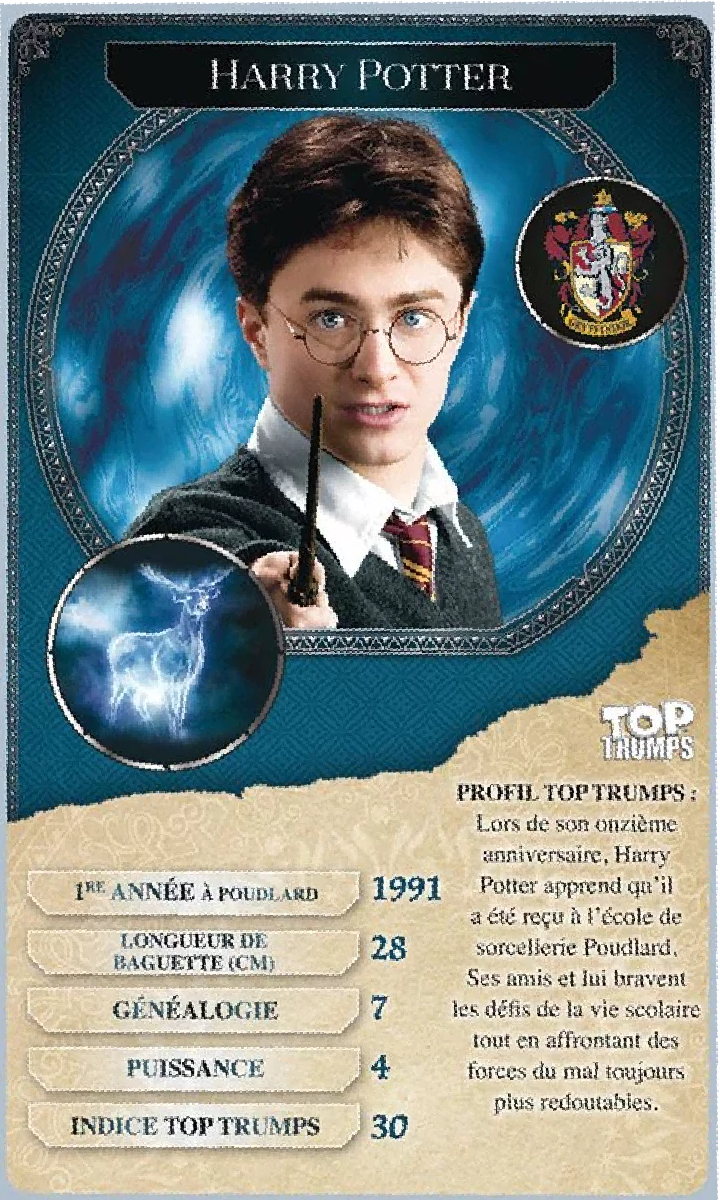 HARRY POTTER
GRYFFINDOR
TOP
TRUMPS
PROFIL TOP TRUMPS :
Lors de son onzième
anniversaire, Harry
Potter apprend qu'il
a été reçu à l'école de
sorcellerie Poudlard.
Ses amis et lui bravent
les défis de la vie scolaire
tout en affrontant des
forces du mal toujours
plus redoutables.
1RE ANNÉE À POUDLARD 1991
LONGUEUR DE
BAGUETTE (CM) 28
GÉNÉALOGIE 7
PUISSANCE 4
INDICE TOP TRUMPS 30